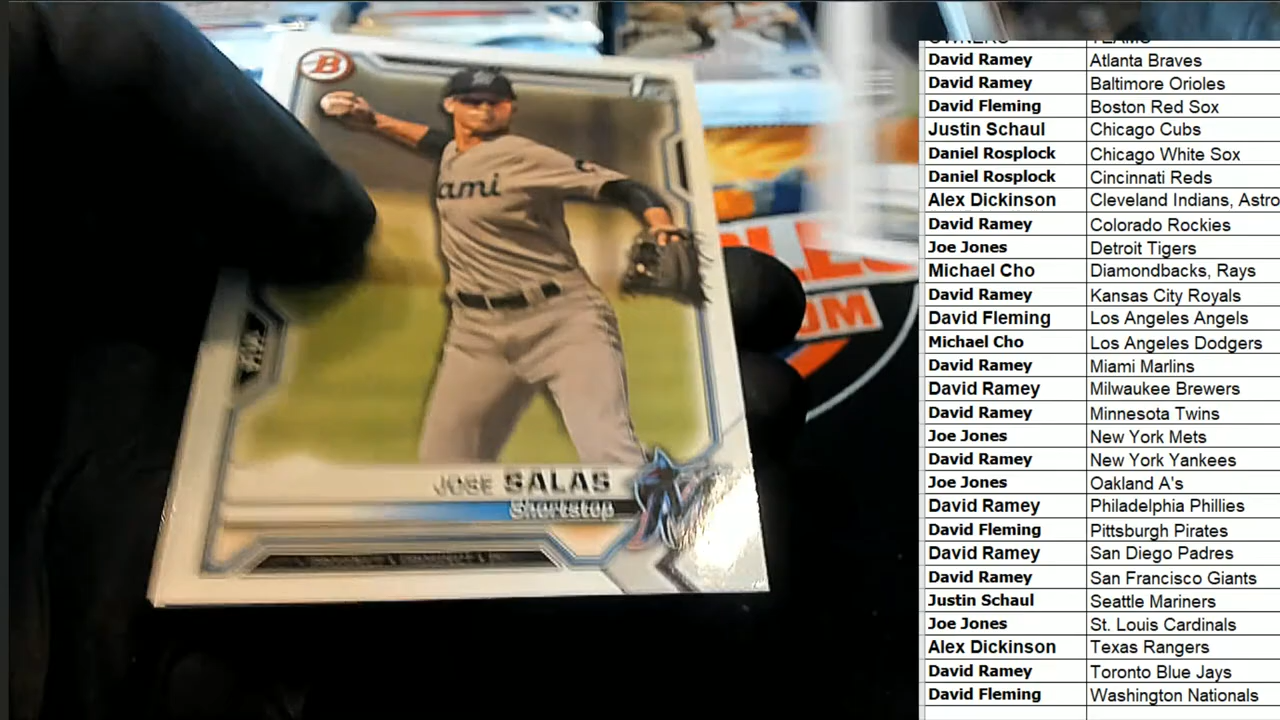 B
1st
ami
JOSE SALAS
Shortstop
OM
OWNERS TEAMS
David Ramey Atlanta Braves
David Ramey Baltimore Orioles
David Fleming Boston Red Sox
Justin Schaul Chicago Cubs
Daniel Rosplock Chicago White Sox
Daniel Rosplock Cincinnati Reds
Alex Dickinson Cleveland Indians, Astro
David Ramey Colorado Rockies
Joe Jones Detroit Tigers
Michael Cho Diamondbacks, Rays
David Ramey Kansas City Royals
David Fleming Los Angeles Angels
Michael Cho Los Angeles Dodgers
David Ramey Miami Marlins
David Ramey Milwaukee Brewers
David Ramey Minnesota Twins
Joe Jones New York Mets
David Ramey New York Yankees
Joe Jones Oakland A's
David Ramey Philadelphia Phillies
David Fleming Pittsburgh Pirates
David Ramey San Diego Padres
David Ramey San Francisco Giants
Justin Schaul Seattle Mariners
Joe Jones St. Louis Cardinals
Alex Dickinson Texas Rangers
David Ramey Toronto Blue Jays
David Fleming Washington Nationals